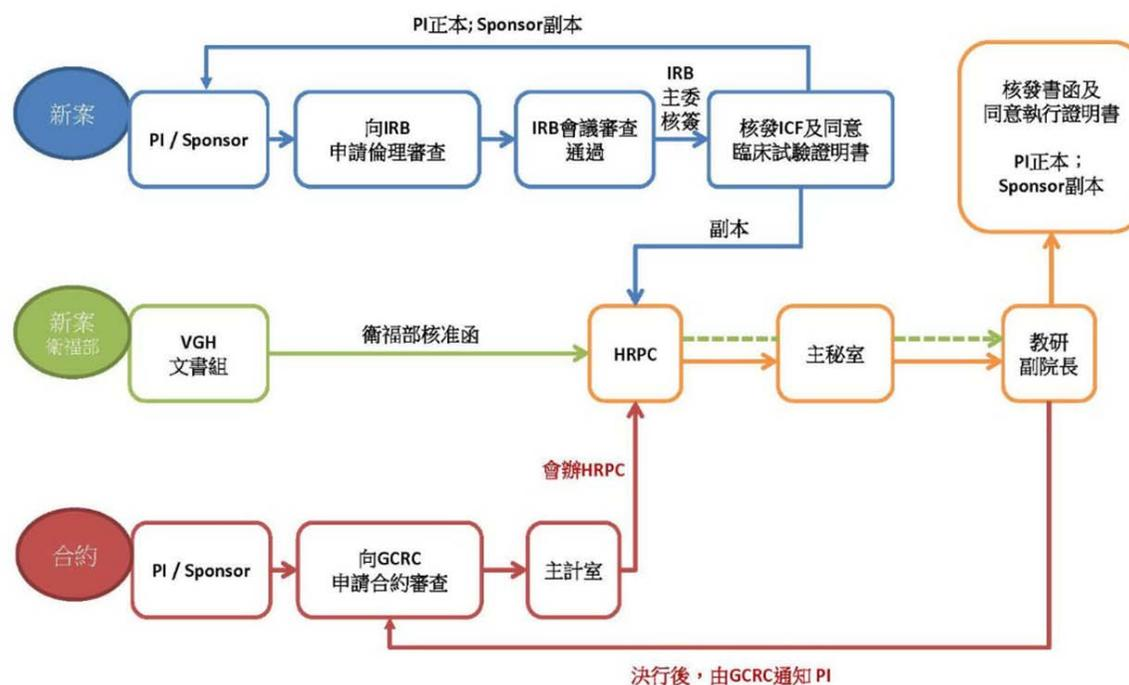 PI正本; Sponsor副本
新案
PI / Sponsor
向IRB
申請倫理審查
IRB會議審查
通過
IRB
主委
核簽
核發ICF及同意
臨床試驗證明書
核發書函及
同意執行證明書
PI正本；
Sponsor副本
副本
新案
衛福部
VGH
文書組
衛福部核准函
HRPC
主秘室
教研
副院長
會辦HRPC
合約
PI / Sponsor
向GCRC
申請合約審查
主計室
決行後，由GCRC通知 PI